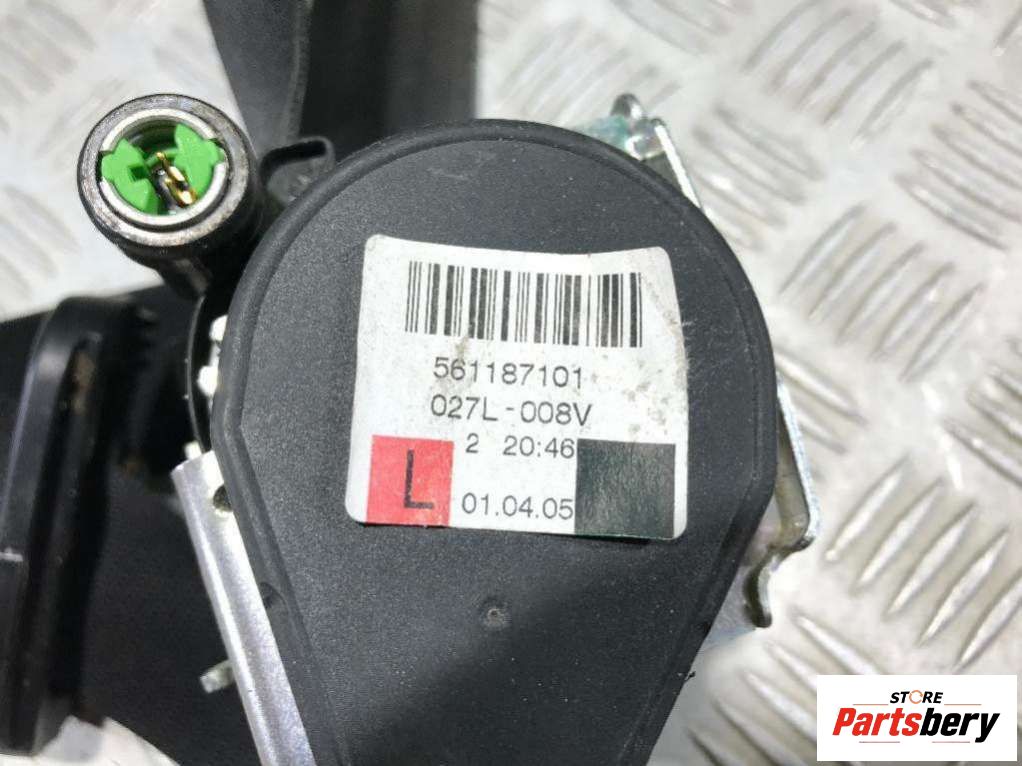 561187101
027L-008V
2 20:46
L
01.04.05
STORE
Partsbery